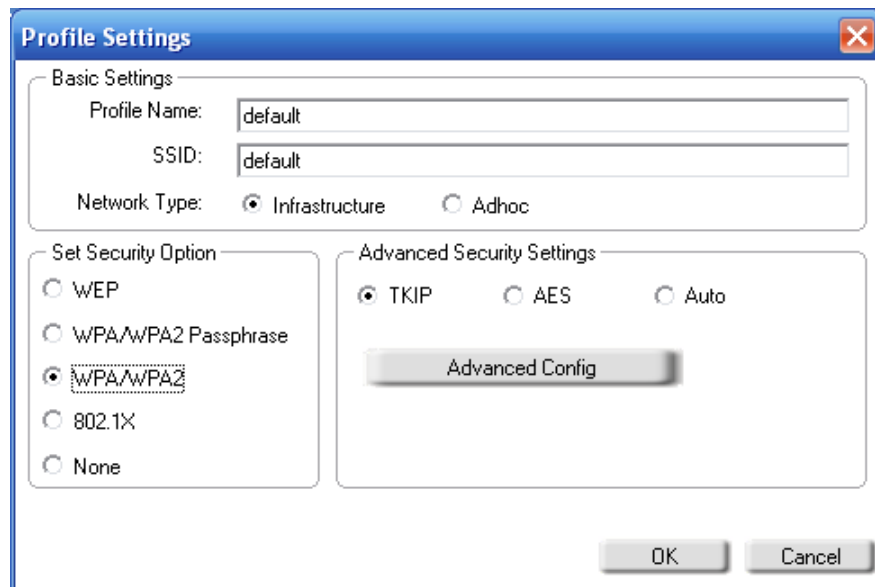 Profile Settings
Basic Settings
Profile Name: default
SSID: default
Network Type: Infrastructure Adhoc
Set Security Option
WEP
WPA/WPA2 Passphrase
WPA/WPA2
802.1X
None
Advanced Security Settings
TKIP AES Auto
Advanced Config
OK Cancel